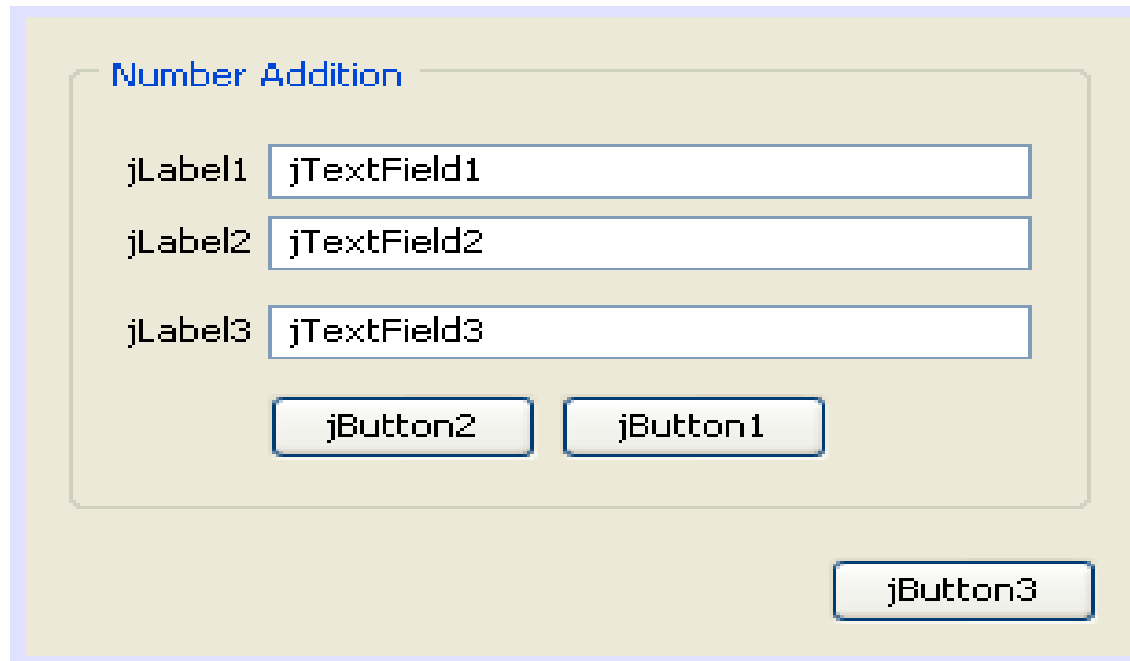 Number Addition
jLabel1 jTextField1
jLabel2 jTextField2
jLabel3 jTextField3
jButton2 jButton1
jButton3